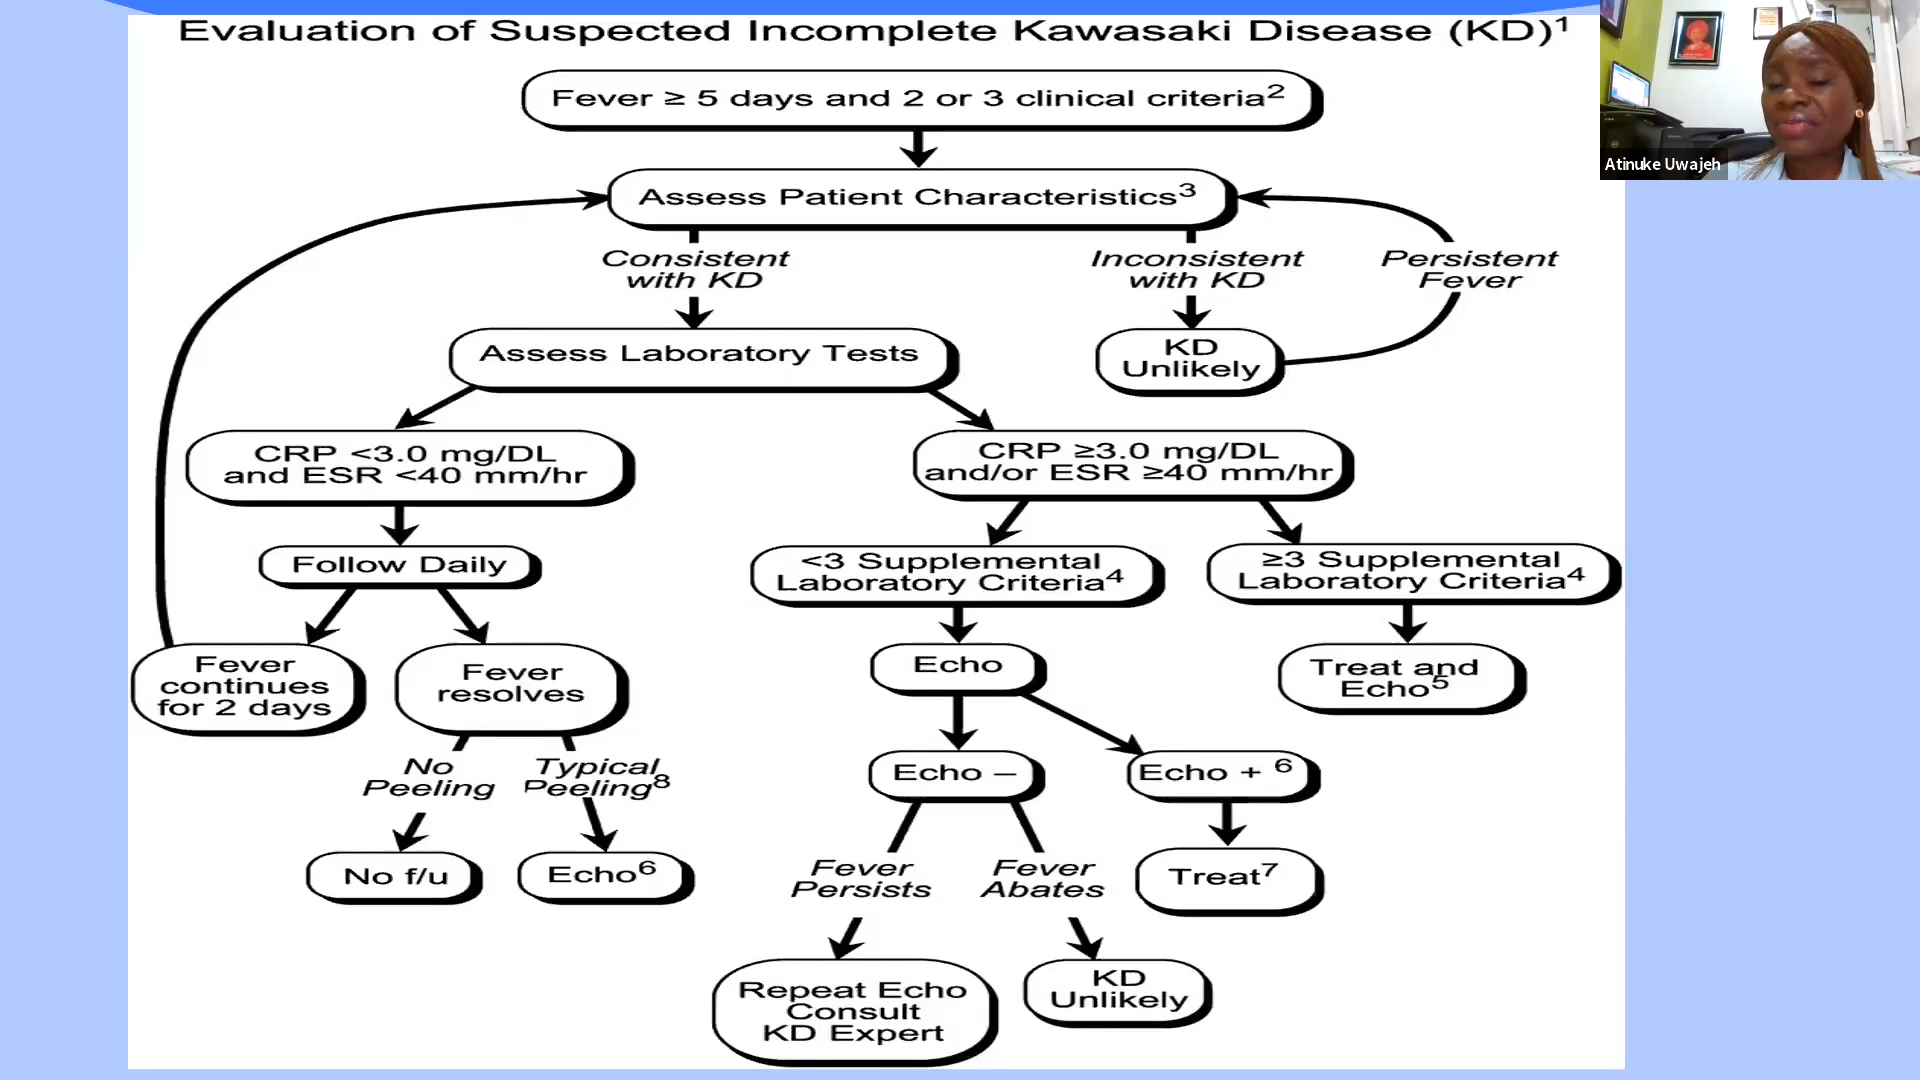 Evaluation of Suspected Incomplete Kawasaki Disease (KD)1
Fever ≥ 5 days and 2 or 3 clinical criteria2
Assess Patient Characteristics3
Consistent
with KD
Inconsistent
with KD
Persistent
Fever
Assess Laboratory Tests
KD
Unlikely
CRP <3.0 mg/DL
and ESR <40 mm/hr
CRP ≥3.0 mg/DL
and/or ESR ≥40 mm/hr
Follow Daily
<3 Supplemental
Laboratory Criteria4
≥3 Supplemental
Laboratory Criteria4
Fever
continues
for 2 days
Fever
resolves
Echo
Treat and
Echo5
No
Peeling
Typical
Peeling8
Echo –
Echo + 6
No f/u
Echo6
Fever
Persists
Fever
Abates
Treat7
Repeat Echo
Consult
KD Expert
KD
Unlikely
Atinuke Uwajeh